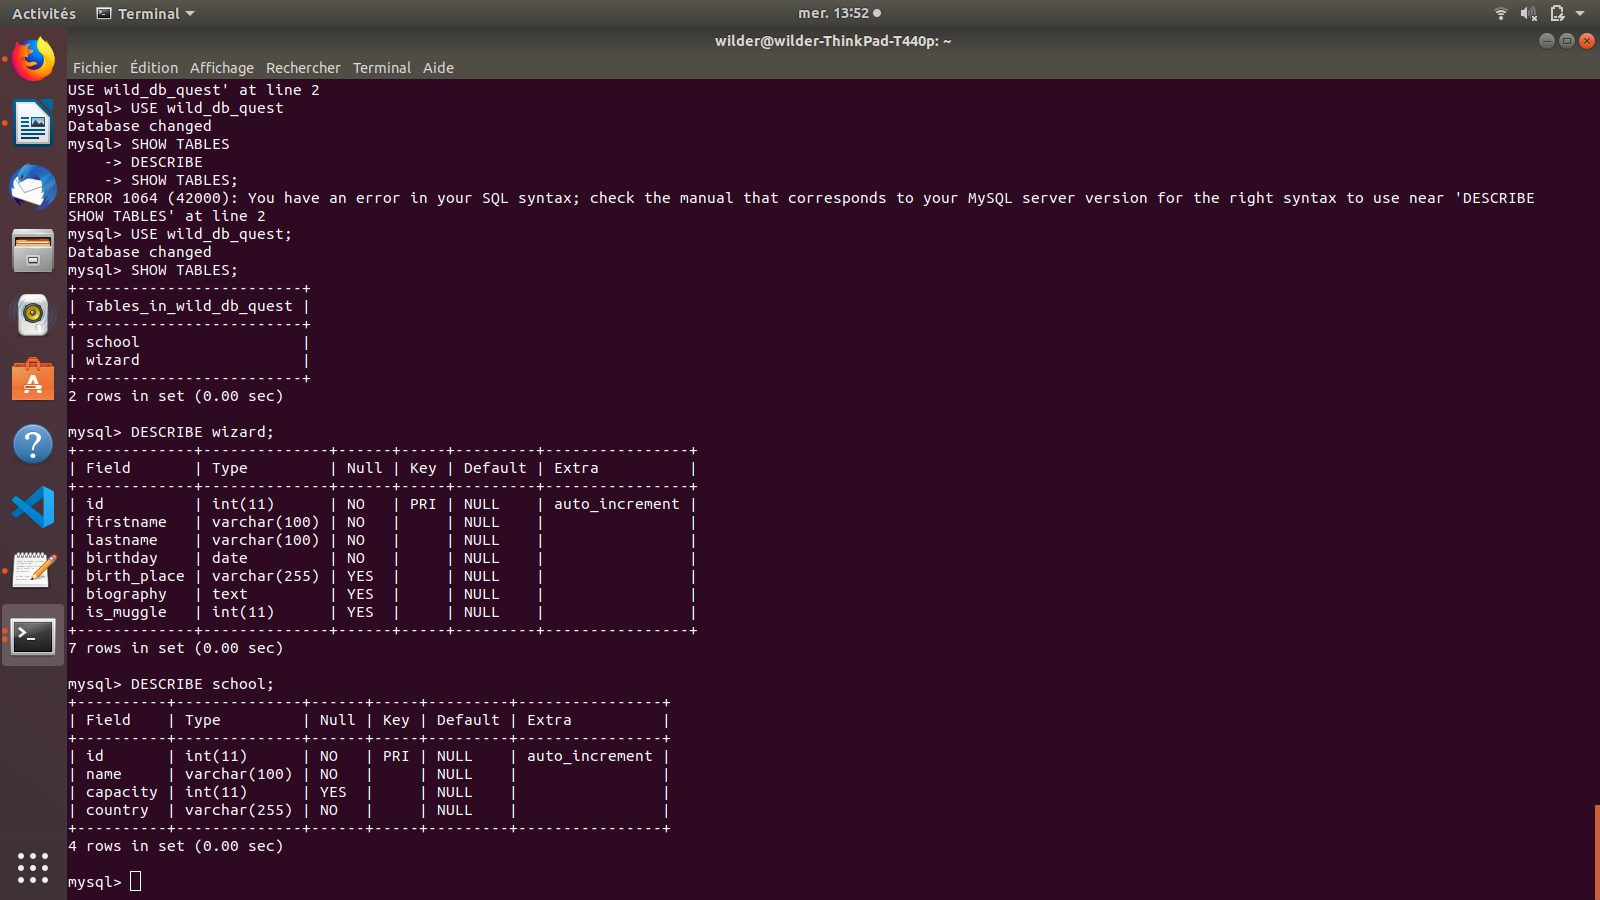 Activités Terminal mer. 13:52
wilder@wilder-ThinkPad-T440p: ~
Fichier Édition Affichage Rechercher Terminal Aide
USE wild_db_quest' at line 2
mysql> USE wild_db_quest
Database changed
mysql> SHOW TABLES
    -> DESCRIBE
    -> SHOW TABLES;
ERROR 1064 (42000): You have an error in your SQL syntax; check the manual that corresponds to your MySQL server version for the right syntax to use near 'DESCRIBE
SHOW TABLES' at line 2
mysql> USE wild_db_quest;
Database changed
mysql> SHOW TABLES;
+-------------------------+
| Tables_in_wild_db_quest |
+-------------------------+
| school                  |
| wizard                  |
+-------------------------+
2 rows in set (0.00 sec)

mysql> DESCRIBE wizard;
+-------------+--------------+------+-----+---------+----------------+
| Field       | Type         | Null | Key | Default | Extra          |
+-------------+--------------+------+-----+---------+----------------+
| id          | int(11)      | NO   | PRI | NULL    | auto_increment |
| firstname   | varchar(100) | NO   |     | NULL    |                |
| lastname    | varchar(100) | NO   |     | NULL    |                |
| birthday    | date         | NO   |     | NULL    |                |
| birth_place | varchar(255) | YES  |     | NULL    |                |
| biography   | text         | YES  |     | NULL    |                |
| is_muggle   | int(11)      | YES  |     | NULL    |                |
+-------------+--------------+------+-----+---------+----------------+
7 rows in set (0.00 sec)

mysql> DESCRIBE school;
+----------+--------------+------+-----+---------+----------------+
| Field    | Type         | Null | Key | Default | Extra          |
+----------+--------------+------+-----+---------+----------------+
| id       | int(11)      | NO   | PRI | NULL    | auto_increment |
| name     | varchar(100) | NO   |     | NULL    |                |
| capacity | int(11)      | YES  |     | NULL    |                |
| country  | varchar(255) | NO   |     | NULL    |                |
+----------+--------------+------+-----+---------+----------------+
4 rows in set (0.00 sec)

mysql>